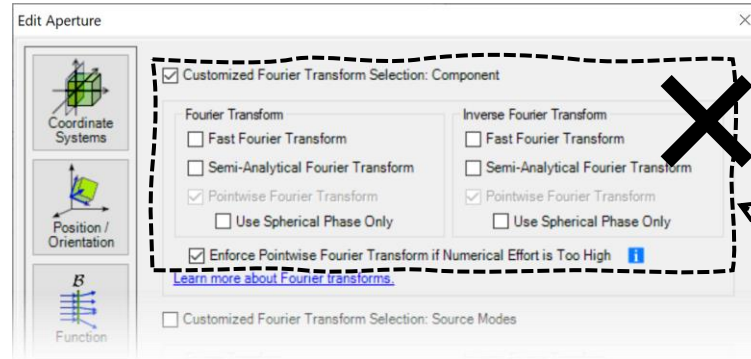 Edit Aperture
Coordinate
Systems
Position /
Orientation
B
Function
Customized Fourier Transform Selection: Component
Fourier Transform
Fast Fourier Transform
Semi-Analytical Fourier Transform
Pointwise Fourier Transform
Use Spherical Phase Only
Inverse Fourier Transform
Fast Fourier Transform
Semi-Analytical Fourier Transform
Pointwise Fourier Transform
Use Spherical Phase Only
Enforce Pointwise Fourier Transform if Numerical Effort is Too High
Learn more about Fourier transforms.
Customized Fourier Transform Selection: Source Modes